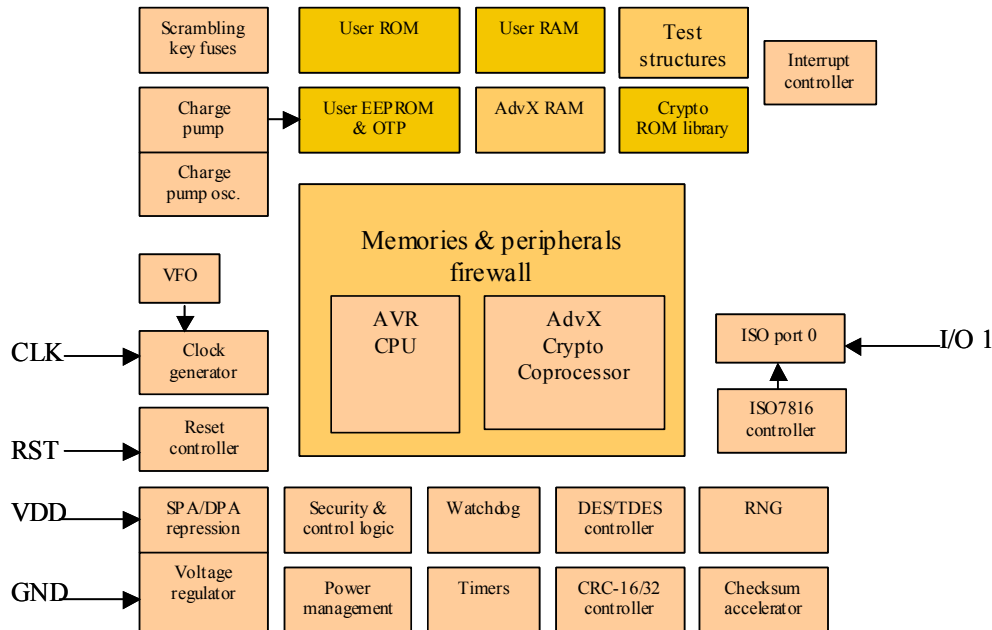 Scrambling
key fuses
User ROM
User RAM
Test
structures
Interrupt
controller
Charge
pump
User EEPROM
& OTP
AdvX RAM
Crypto
ROM library
Charge
pump osc.
Memories & peripherals
firewall
VFO
AVR
CPU
AdvX
Crypto
Coprocessor
CLK
Clock
generator
ISO port 0
I/O 1
RST
Reset
controller
ISO7816
controller
VDD
SPA/DPA
repression
Security &
control logic
Watchdog
DES/TDES
controller
RNG
GND
Voltage
regulator
Power
management
Timers
CRC-16/32
controller
Checksum
accelerator